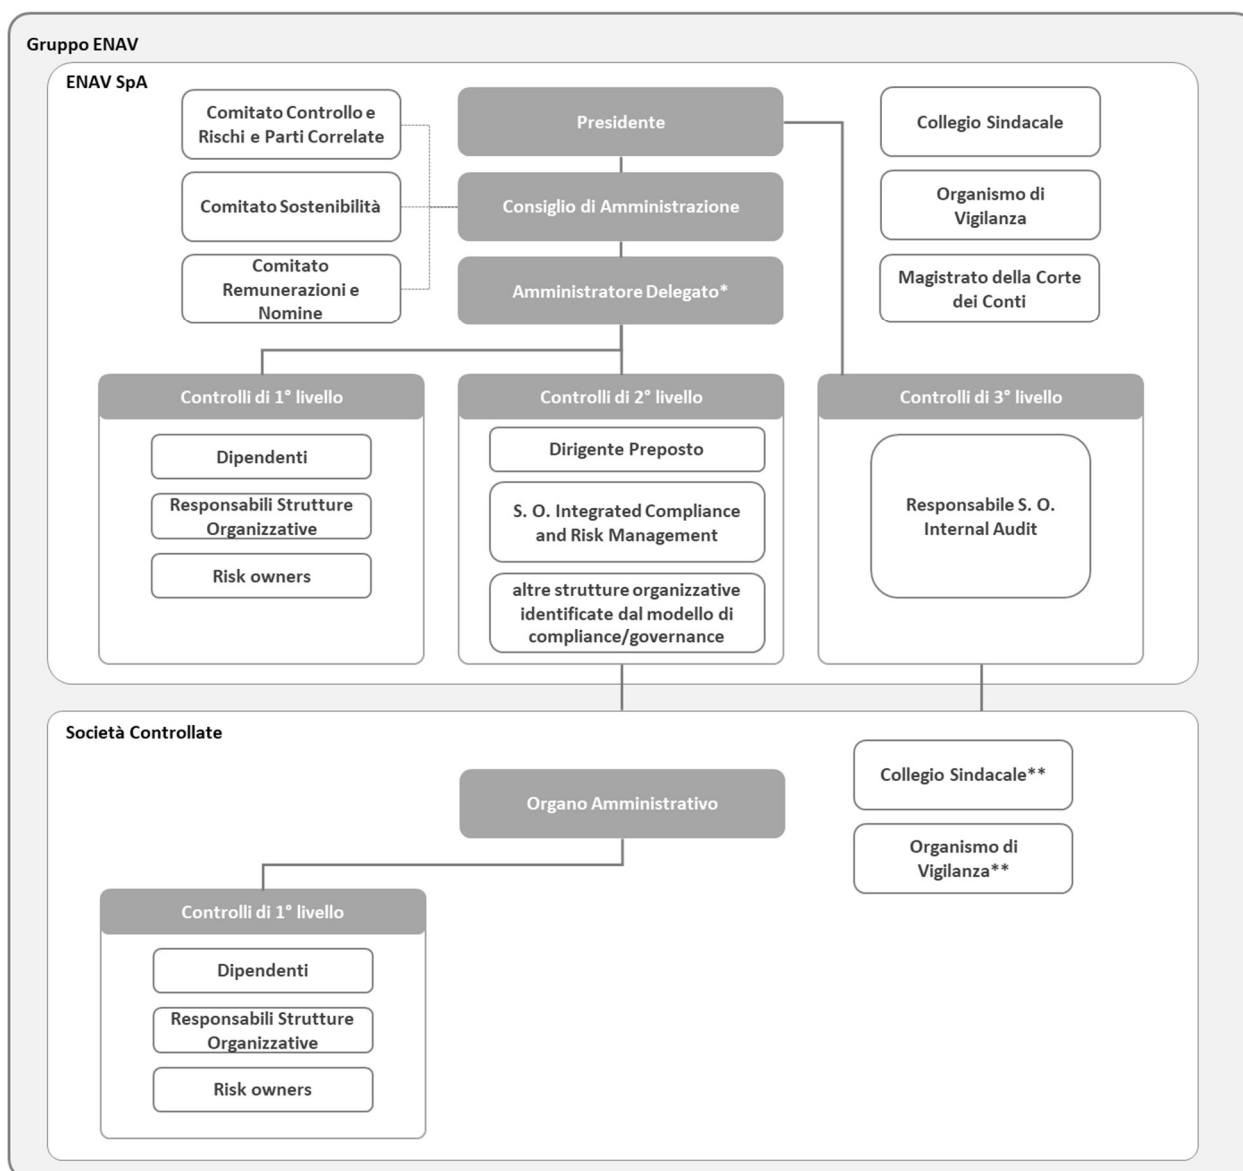 Gruppo ENAV
ENAV SpA
Comitato Controllo e
Rischi e Parti Correlate
Comitato Sostenibilità
Comitato
Remunerazioni e
Nomine
Presidente
Consiglio di Amministrazione
Amministratore Delegato*
Collegio Sindacale
Organismo di
Vigilanza
Magistrato della Corte
dei Conti
Controlli di 1° livello
Dipendenti
Responsabili Strutture
Organizzative
Risk owners
Controlli di 2° livello
Dirigente Preposto
S. O. Integrated Compliance
and Risk Management
altre strutture organizzative
identificate dal modello di
compliance/governance
Controlli di 3° livello
Responsabile S. O.
Internal Audit
Società Controllate
Organo Amministrativo
Collegio Sindacale**
Organismo di
Vigilanza**
Controlli di 1° livello
Dipendenti
Responsabili Strutture
Organizzative
Risk owners